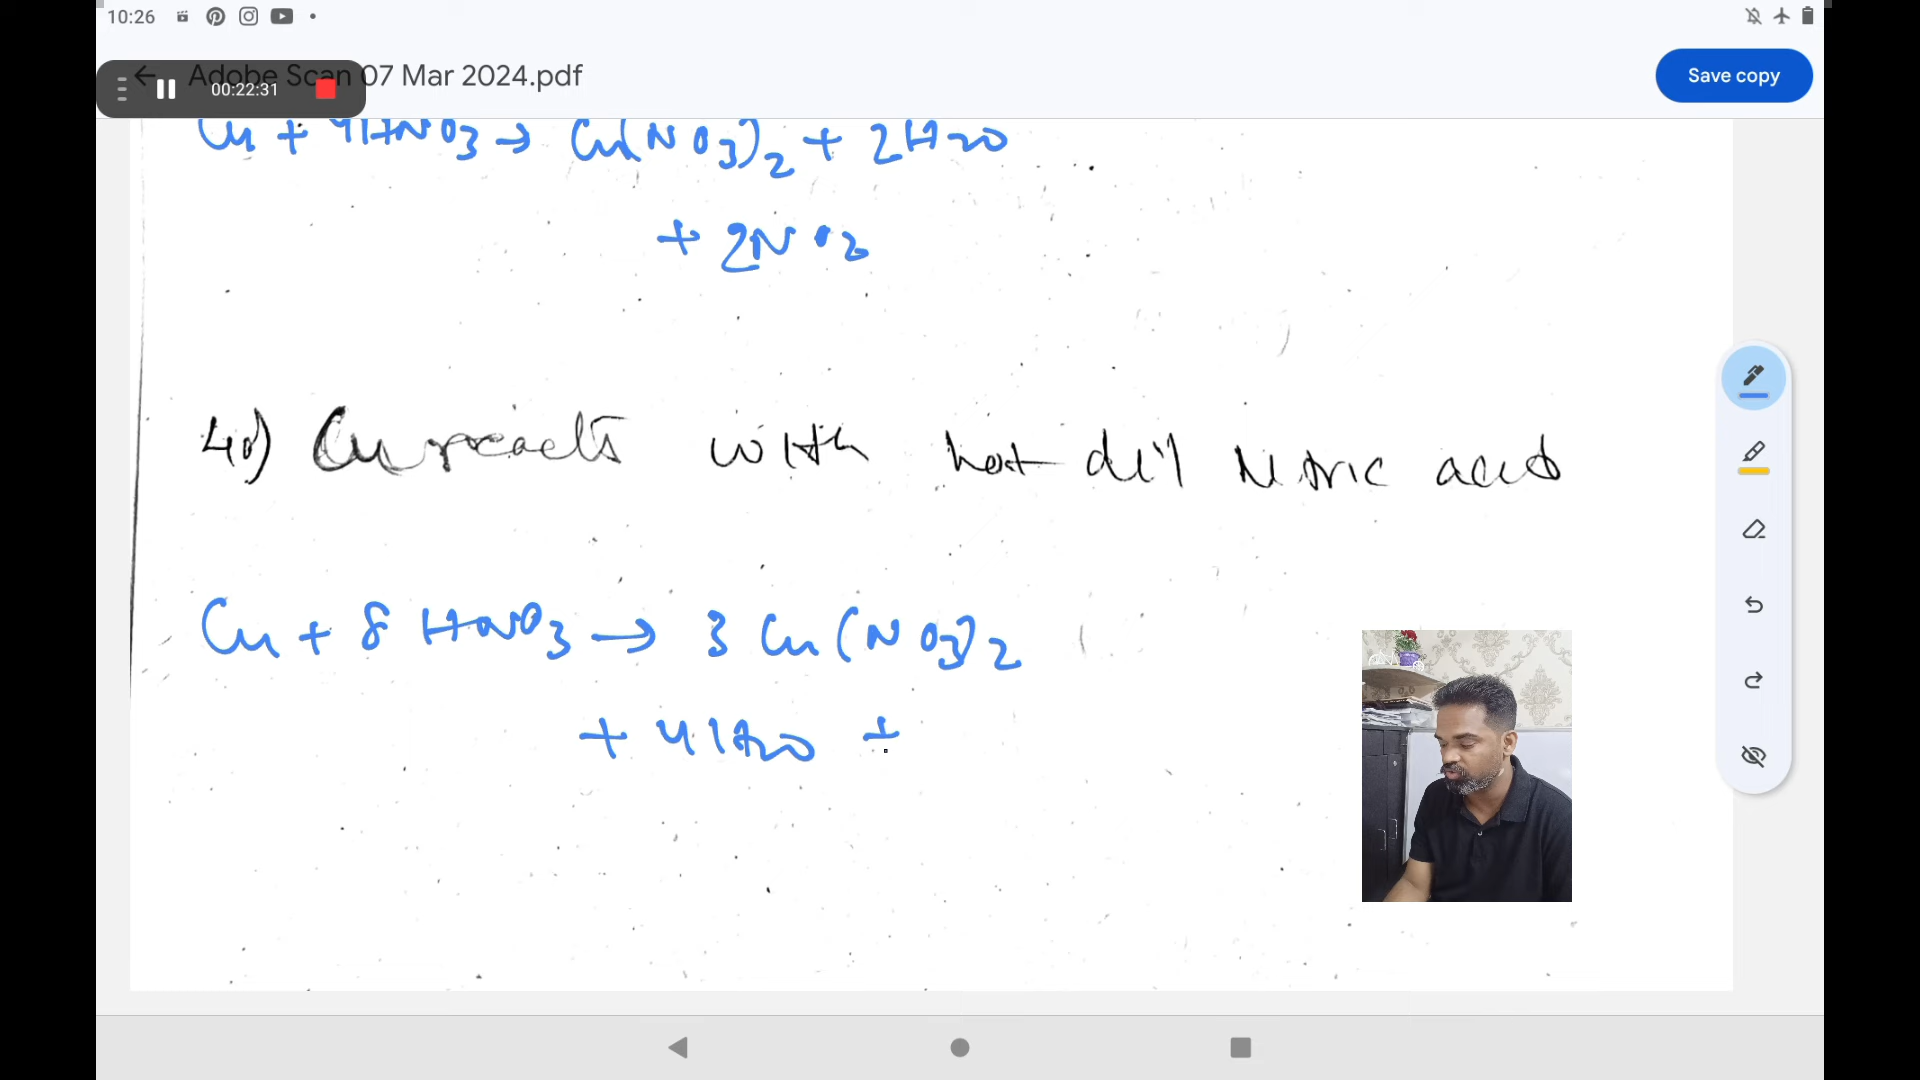 10:26
Adobe Scan 07 Mar 2024.pdf
00:22:31
Save copy
Cu + 4HNO3 → Cu(NO3)2 + 2H2O
+ 2NO2
40) Cu reacts with hot dil Nitric acid
Cu + 8 HNO3 → 3 Cu(NO3)2
+ 4H2O +